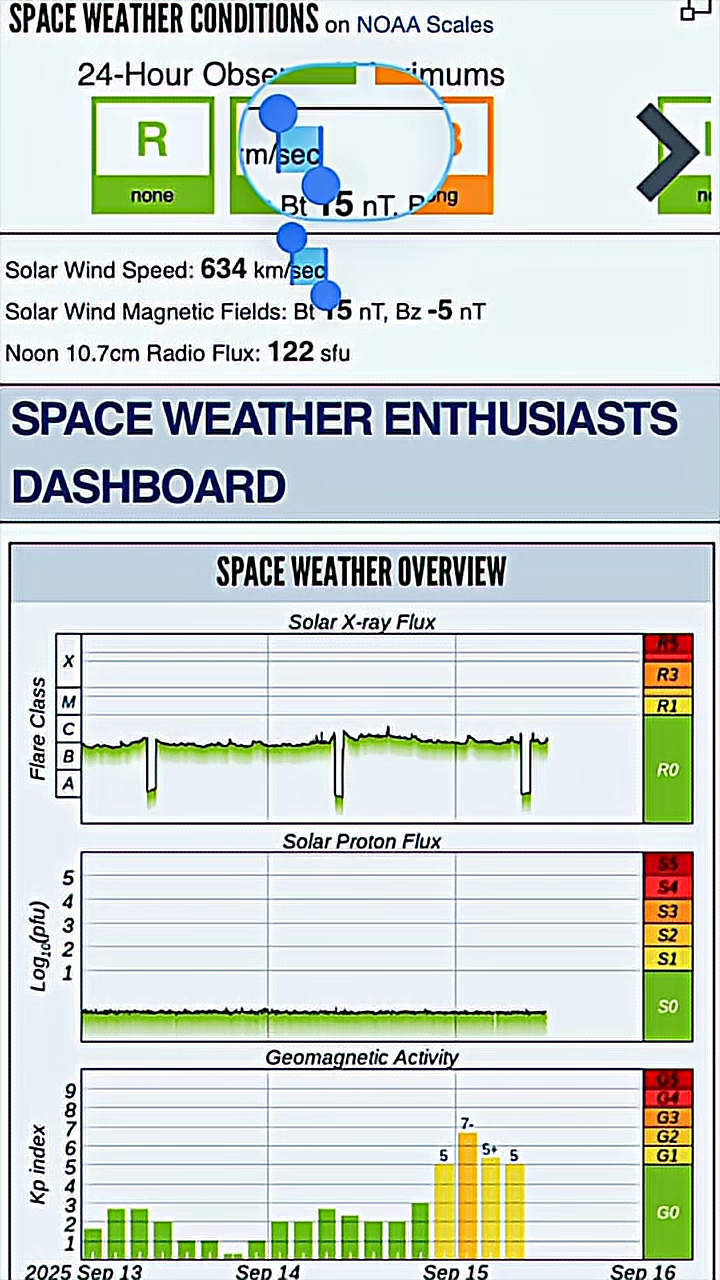 SPACE WEATHER CONDITIONS on NOAA Scales
24-Hour
R
none
km/sec
Bt 15 nT,
Solar Wind Speed: 634 km/sec
Solar Wind Magnetic Fields: Bt 15 nT, Bz -5 nT
Noon 10.7cm Radio Flux: 122 sfu
SPACE WEATHER ENTHUSIASTS
DASHBOARD
SPACE WEATHER OVERVIEW
Solar X-ray Flux
Flare Class
X
M
C
B
A
R5
R3
R1
R0
Solar Proton Flux
Log10(pfu)
5
4
3
2
1
S5
S4
S3
S2
S1
S0
Geomagnetic Activity
Kp index
9
8
7
6
5
4
3
2
1
5
7-
5+
5
G5
G4
G3
G2
G1
G0
2025 Sep 13
Sep 14
Sep 15
Sep 16